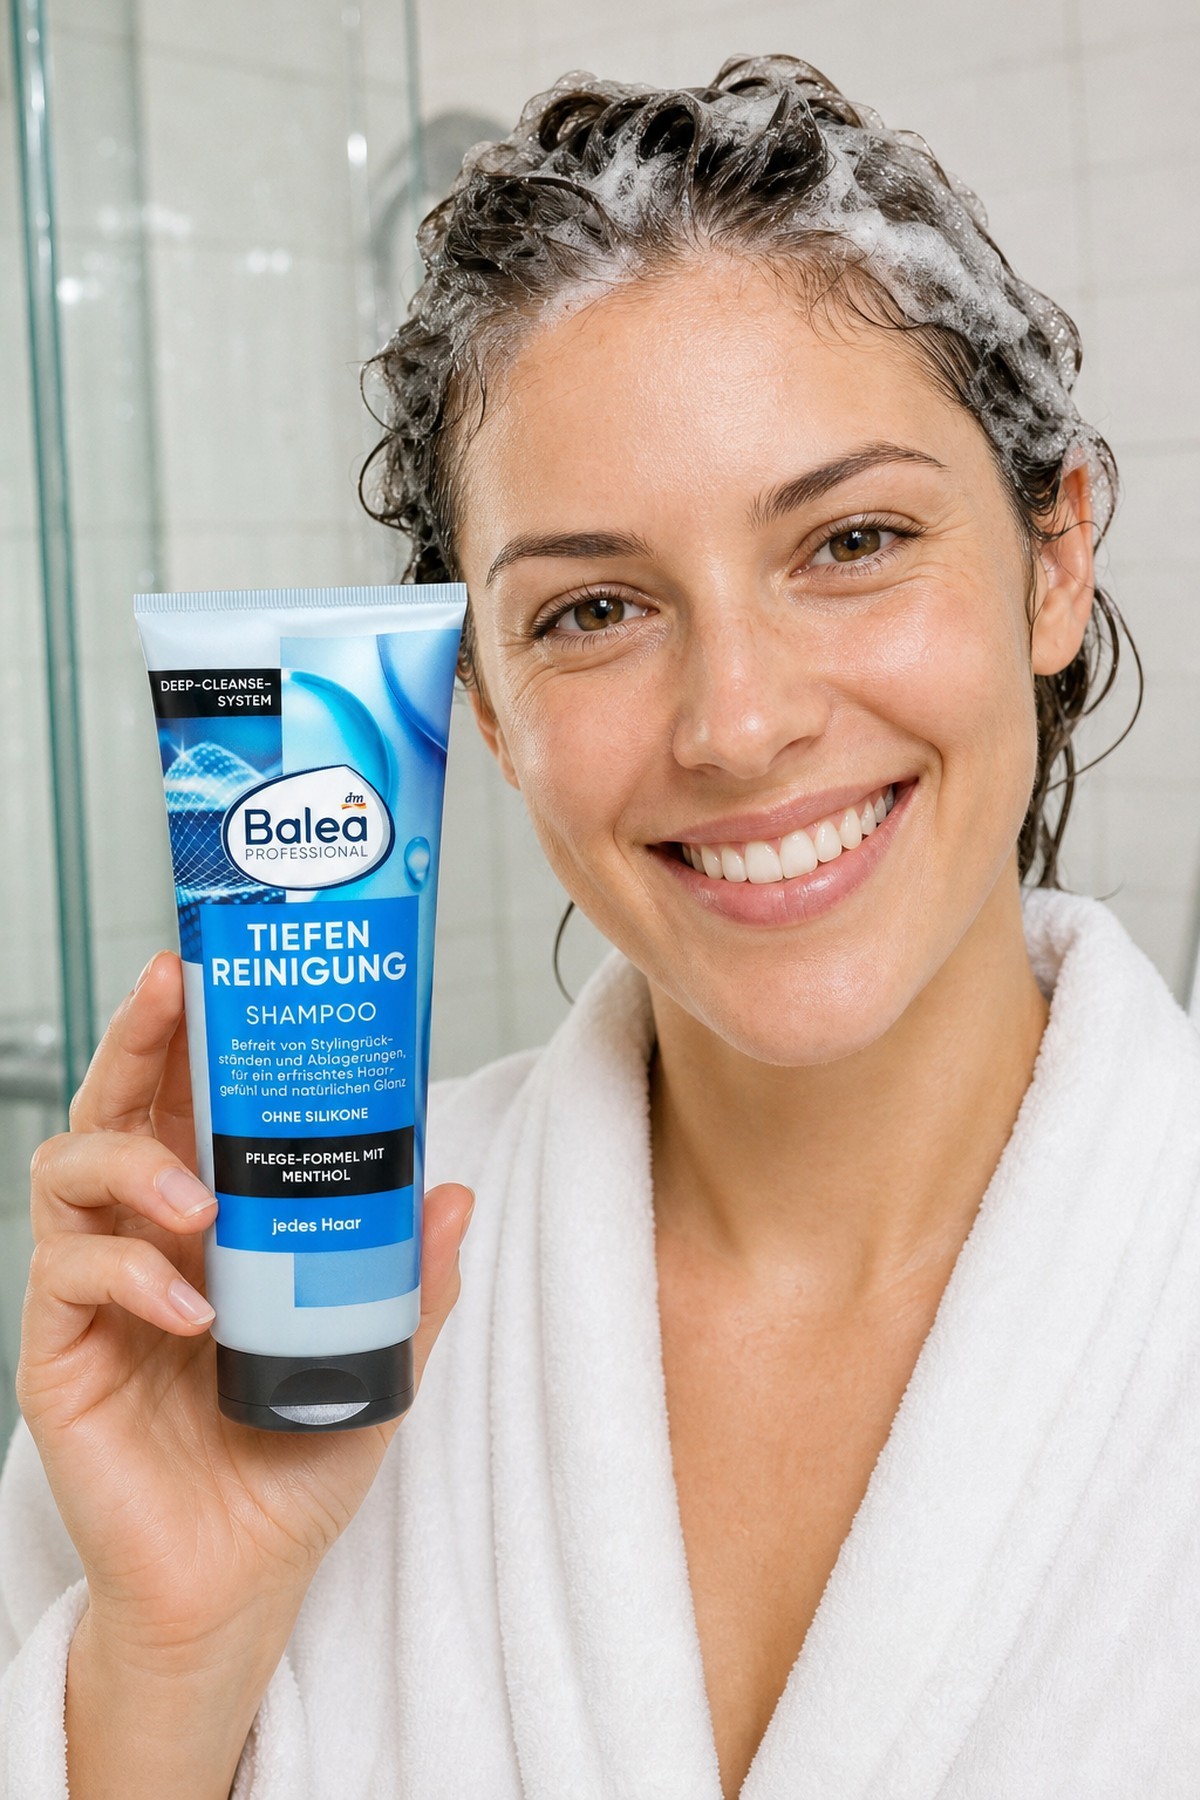 DEEP-CLEANSE-
SYSTEM
dm
Balea
PROFESSIONAL
TIEFEN
REINIGUNG
SHAMPOO
Befreit von Stylingrück-
ständen und Ablagerungen,
für ein erfrischtes Haar-
gefühl und natürlichen Glanz
OHNE SILIKONE
PFLEGE-FORMEL MIT
MENTHOL
jedes Haar